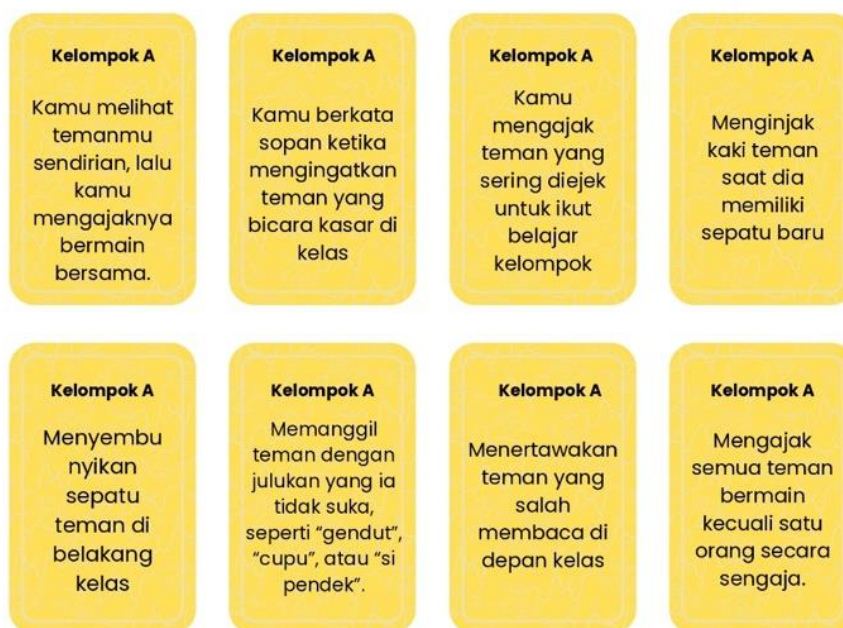 Kelompok A
Kamu melihat
temanmu
sendirian, lalu
kamu
mengajaknya
bermain
bersama.
Kelompok A
Kamu berkata
sopan ketika
mengingatkan
teman yang
bicara kasar di
kelas
Kelompok A
Kamu
mengajak
teman yang
sering diejek
untuk ikut
belajar
kelompok
Kelompok A
Menginjak
kaki teman
saat dia
memiliki
sepatu baru
Kelompok A
Menyembu
nyikan
sepatu
teman di
belakang
kelas
Kelompok A
Memanggil
teman dengan
julukan yang ia
tidak suka,
seperti “gendut”,
“cupu”, atau “si
pendek”.
Kelompok A
Menertawakan
teman yang
salah
membaca di
depan kelas
Kelompok A
Mengajak
semua teman
bermain
kecuali satu
orang secara
sengaja.